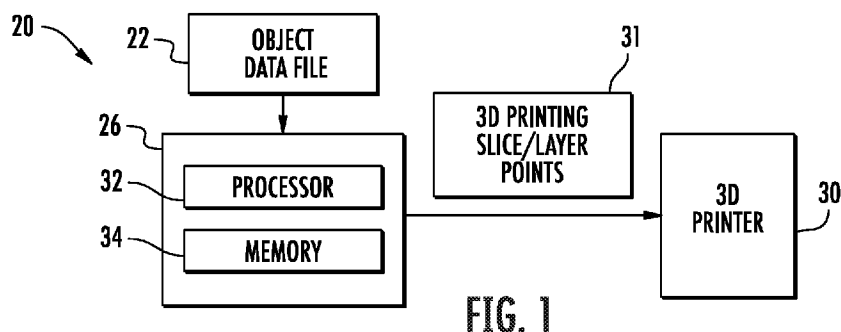 20
22
OBJECT
DATA FILE
31
3D PRINTING
SLICE/LAYER
POINTS
26
32
PROCESSOR
34
MEMORY
3D
PRINTER
30
FIG. 1